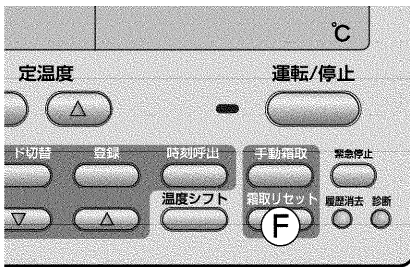 ℃
定温度 運転/停止
ド切替 登録 時刻呼出 手動霜取 緊急停止
温度シフト 霜取リセット 履歴消去 診断
F